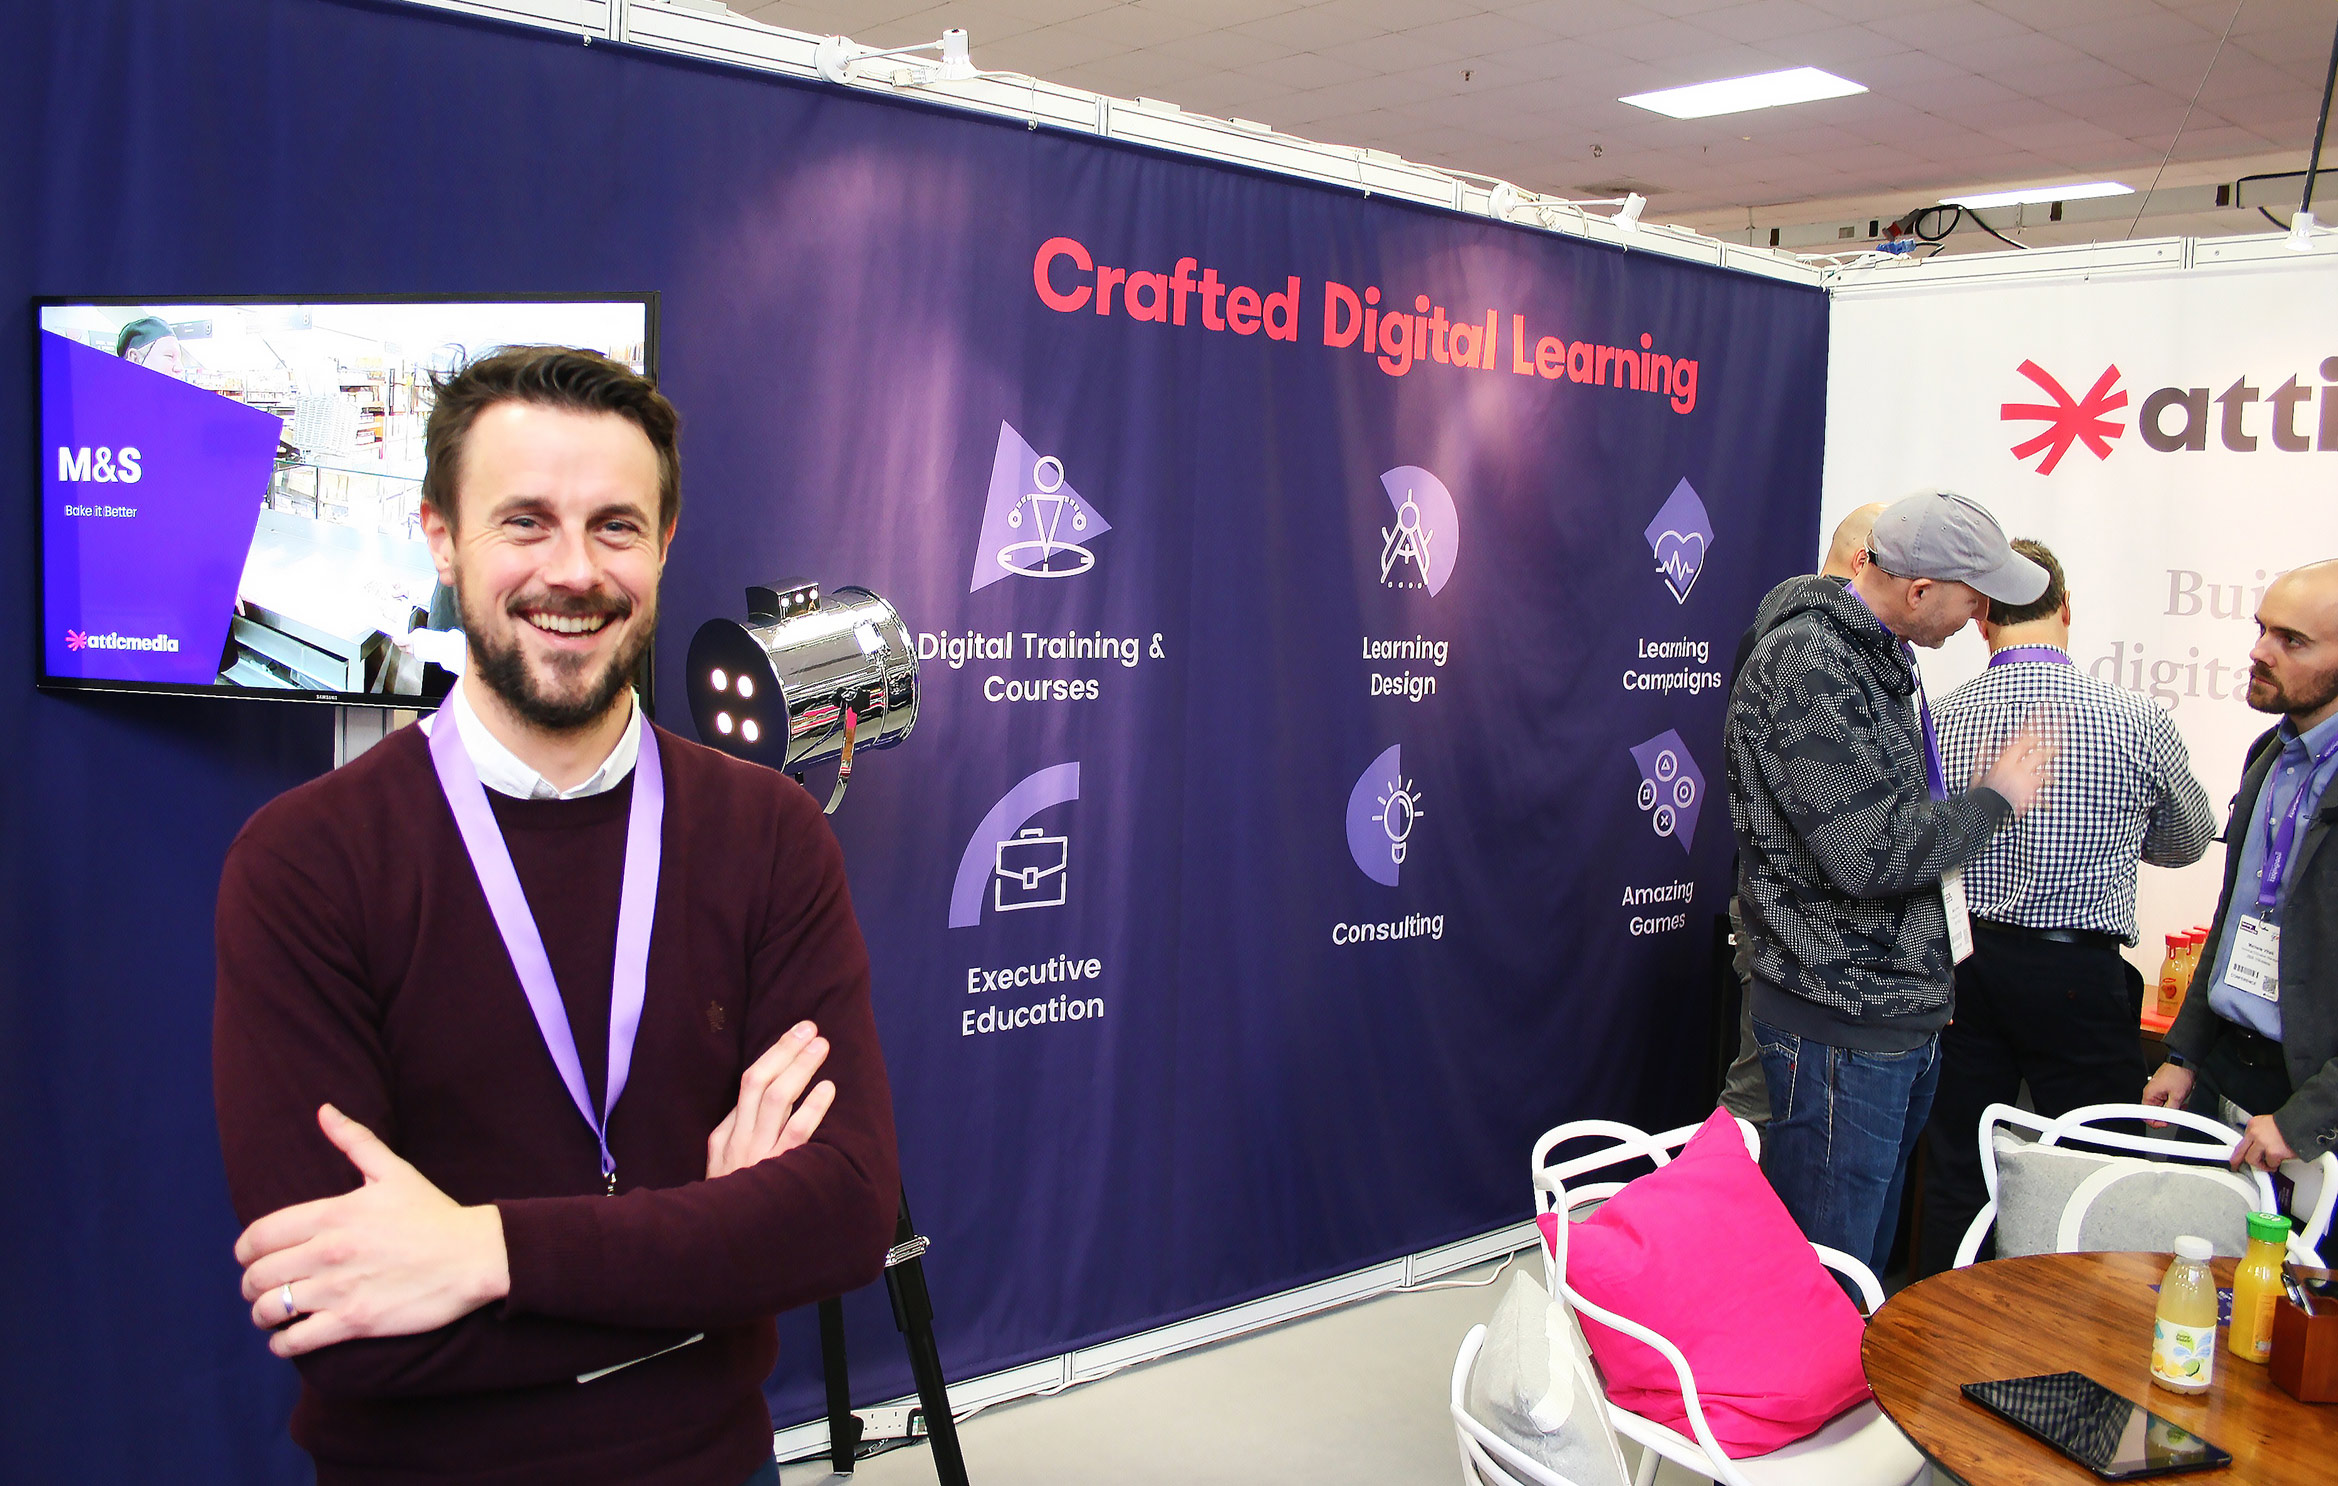 Crafted Digital Learning
M&S
Bake it Better
atticmedia
SAMSUNG
Digital Training &
Courses
Learning
Design
Learning
Campaigns
Executive
Education
Consulting
Amazing
Games
atti
Bui
digita